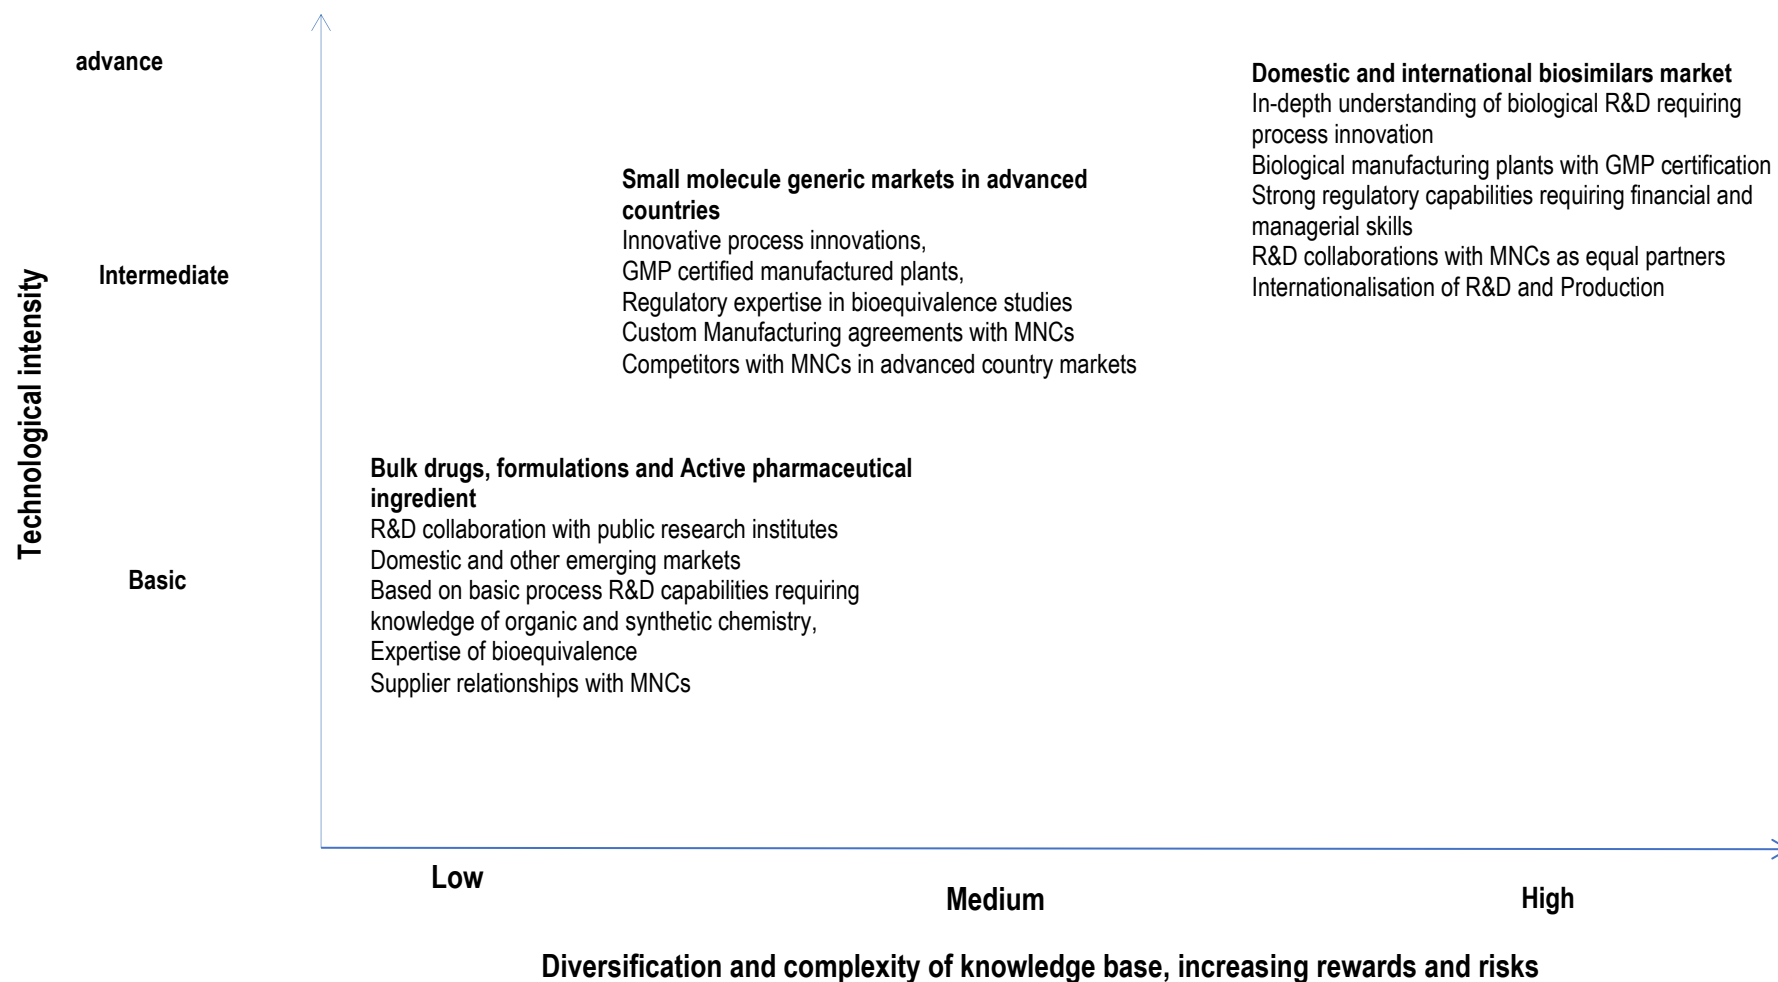 advance
Domestic and international biosimilars market
In-depth understanding of biological R&D requiring
process innovation
Biological manufacturing plants with GMP certification
Strong regulatory capabilities requiring financial and
managerial skills
R&D collaborations with MNCs as equal partners
Internationalisation of R&D and Production
Small molecule generic markets in advanced
countries
Innovative process innovations,
GMP certified manufactured plants,
Regulatory expertise in bioequivalence studies
Custom Manufacturing agreements with MNCs
Competitors with MNCs in advanced country markets
Intermediate
Technological intensity
Bulk drugs, formulations and Active pharmaceutical
ingredient
R&D collaboration with public research institutes
Domestic and other emerging markets
Based on basic process R&D capabilities requiring
knowledge of organic and synthetic chemistry,
Expertise of bioequivalence
Supplier relationships with MNCs
Basic
Low
Medium
High
Diversification and complexity of knowledge base, increasing rewards and risks